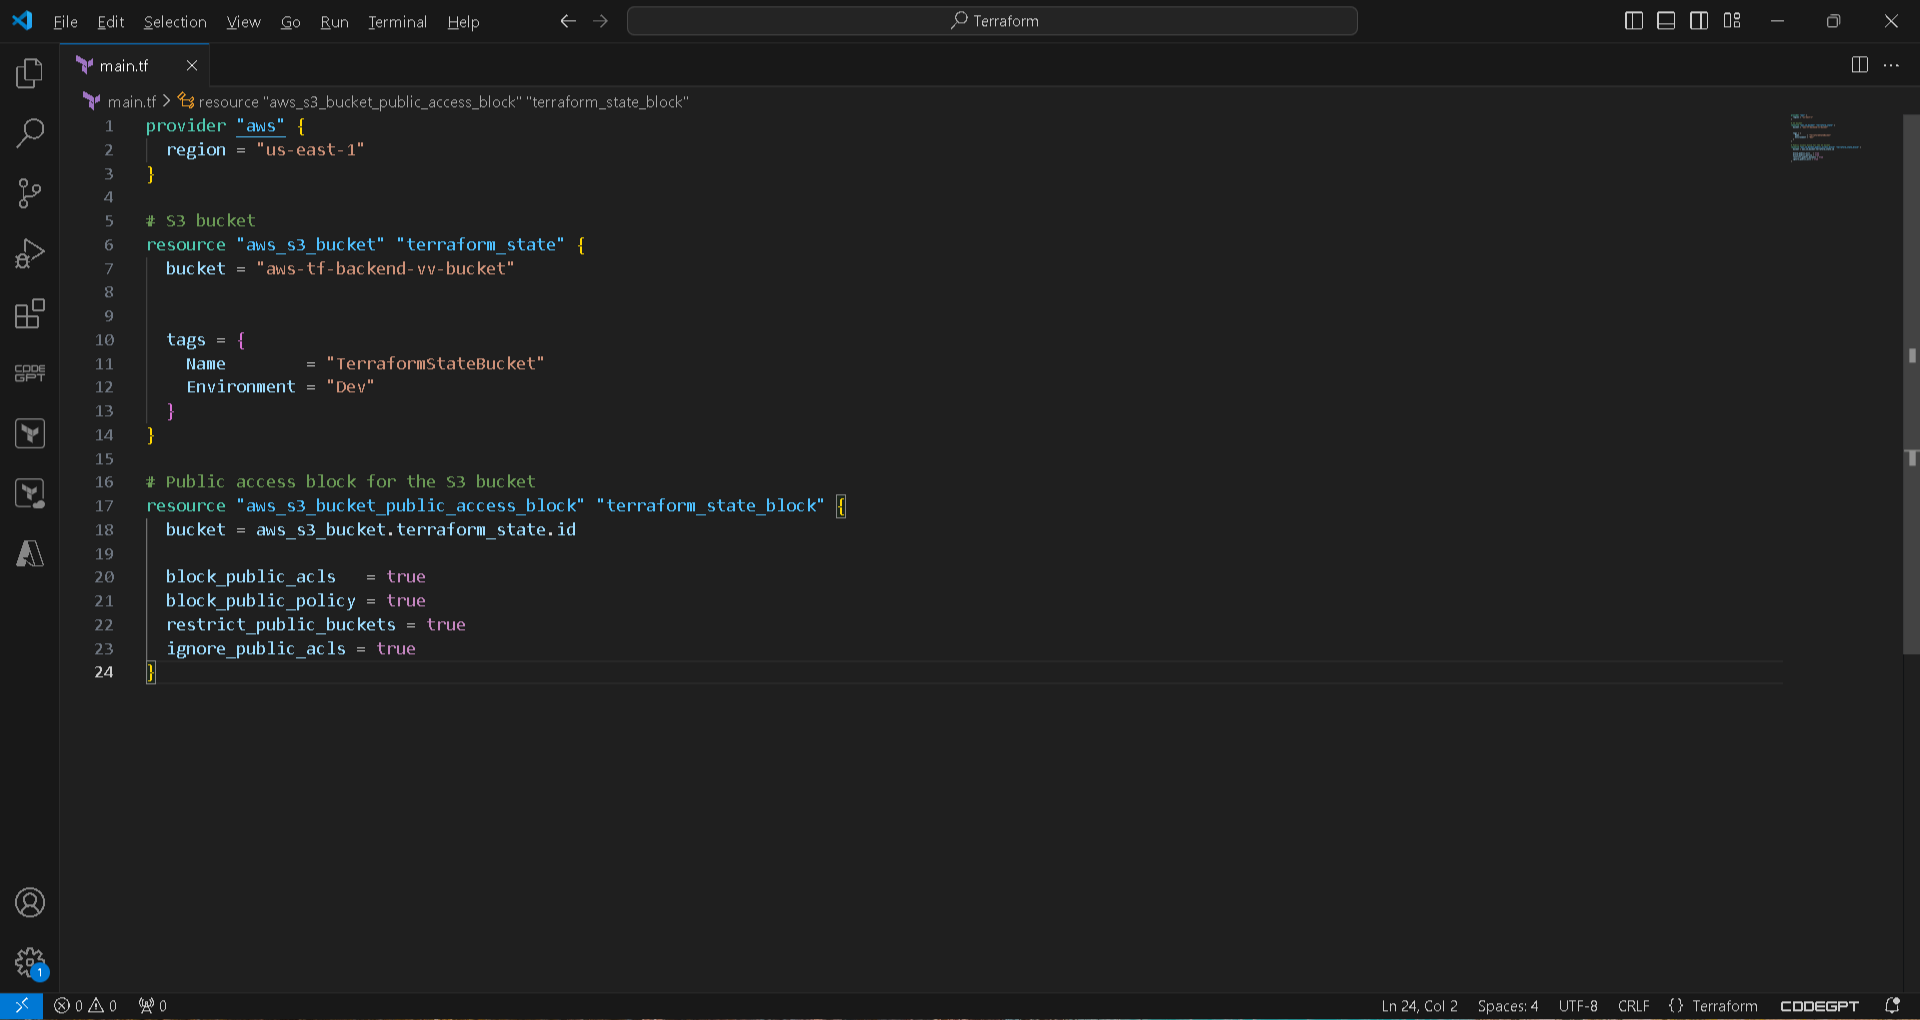 File Edit Selection View Go Run Terminal Help Terraform
main.tf
main.tf > resource "aws_s3_bucket_public_access_block" "terraform_state_block"
1 provider "aws" {
2 region = "us-east-1"
3 }
4
5 # S3 bucket
6 resource "aws_s3_bucket" "terraform_state" {
7 bucket = "aws-tf-backend-vv-bucket"
8
9
10 tags = {
11 Name = "TerraformStateBucket"
12 Environment = "Dev"
13 }
14 }
15
16 # Public access block for the S3 bucket
17 resource "aws_s3_bucket_public_access_block" "terraform_state_block" {
18 bucket = aws_s3_bucket.terraform_state.id
19
20 block_public_acls = true
21 block_public_policy = true
22 restrict_public_buckets = true
23 ignore_public_acls = true
24 }
CODE
GPT
1
0 0 0 Ln 24, Col 2 Spaces: 4 UTF-8 CRLF {} Terraform CODEGPT